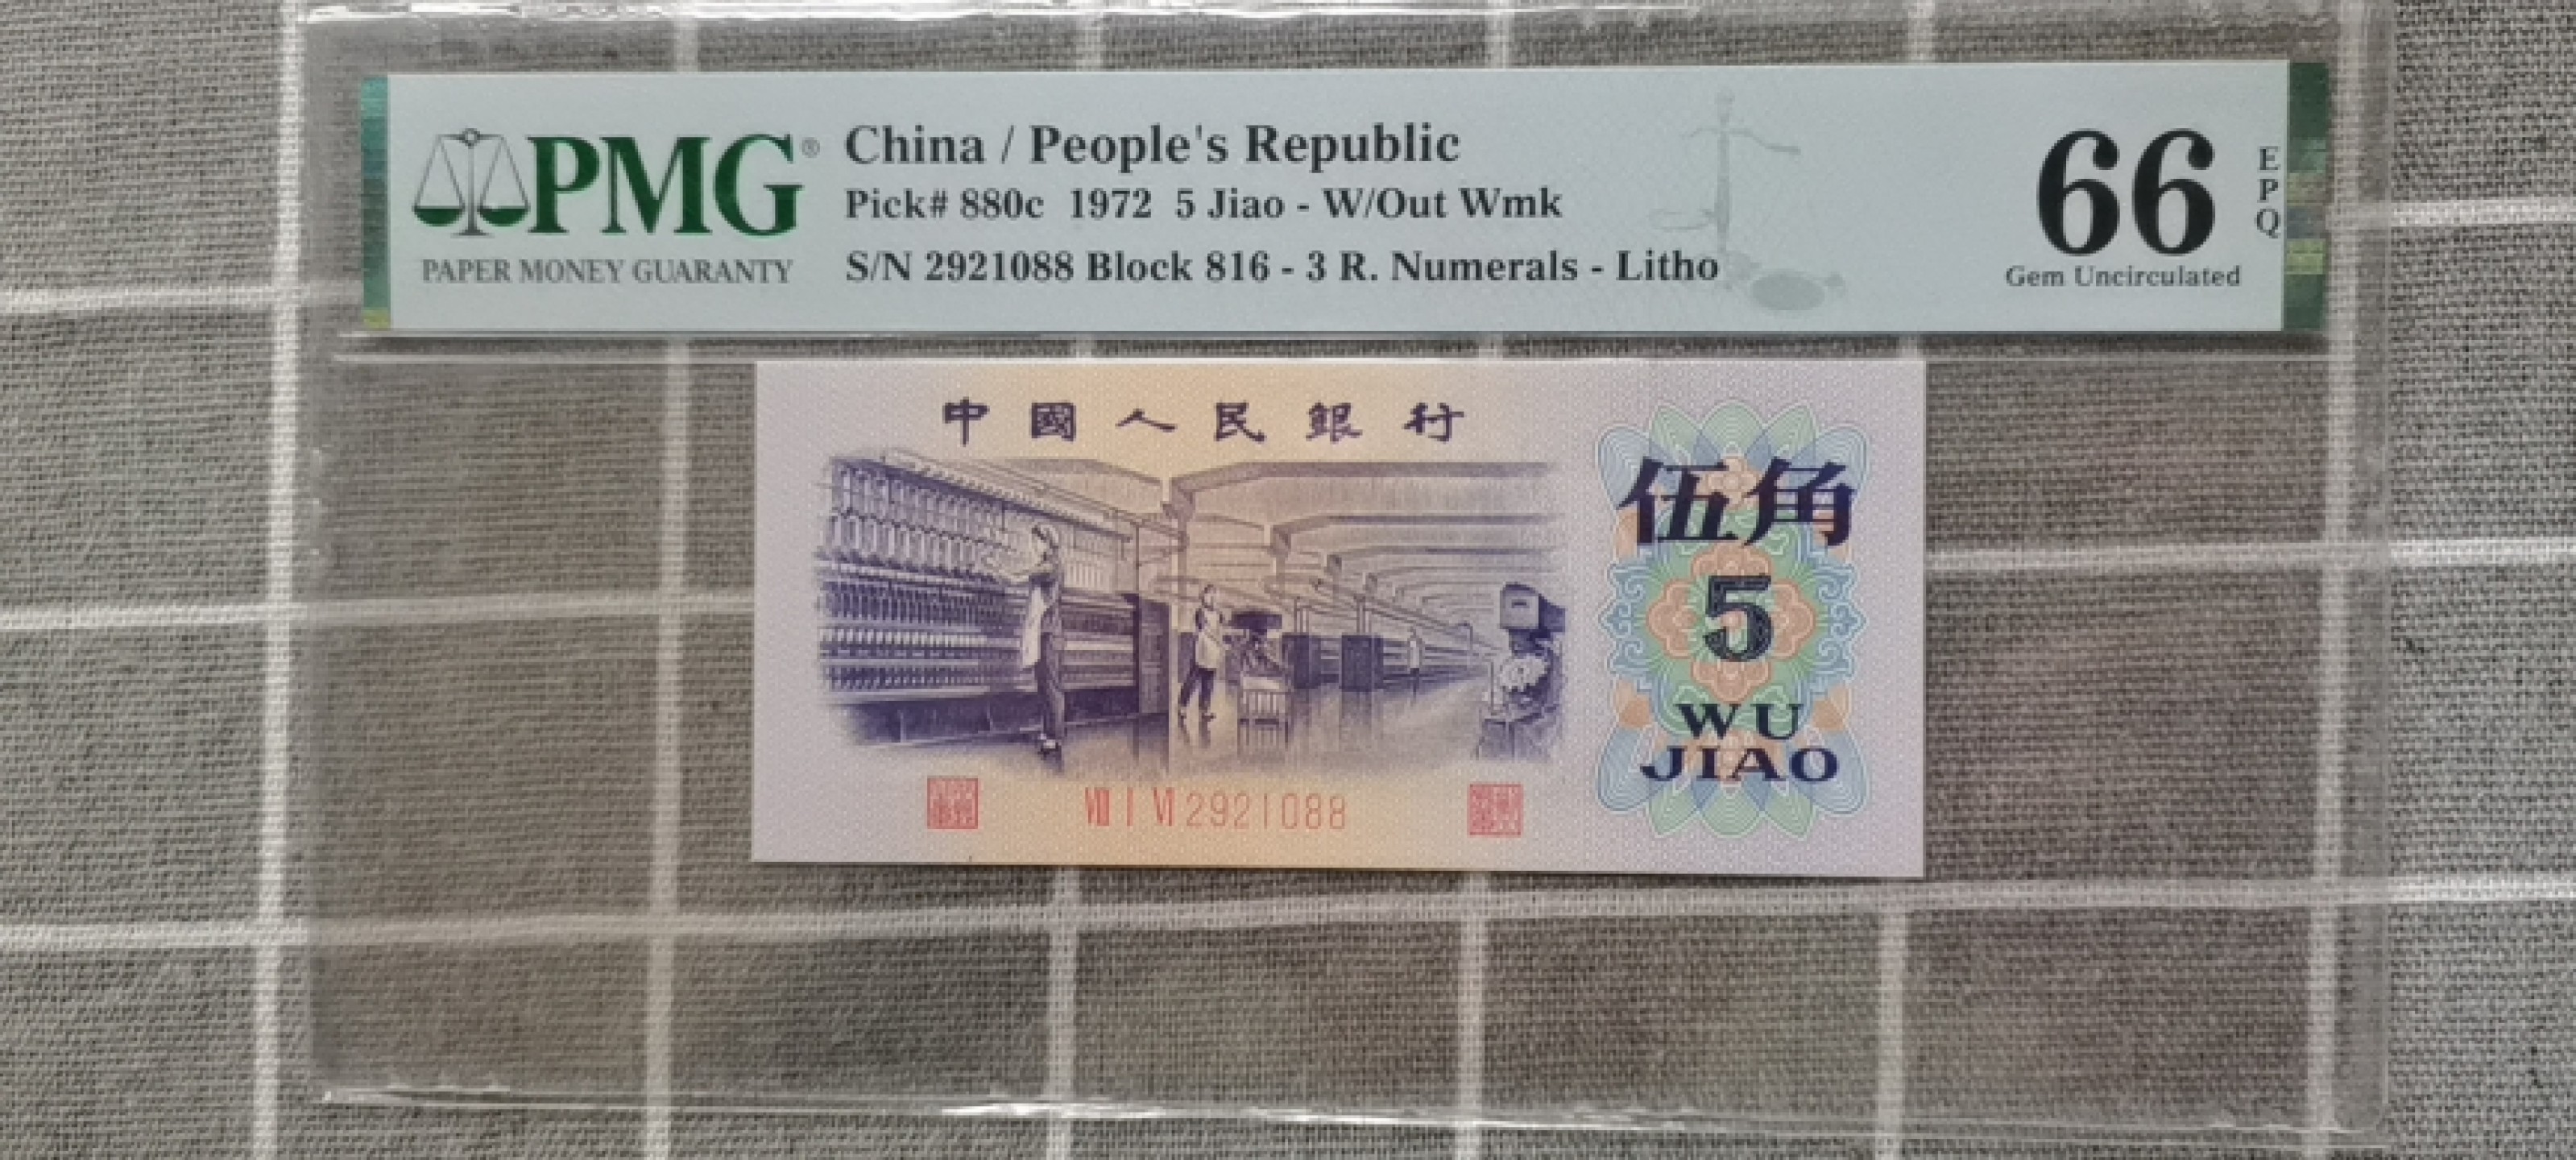 PMG®
PAPER MONEY GUARANTY
China / People's Republic
Pick# 880c 1972 5 Jiao - W/Out Wmk
S/N 2921088 Block 816 - 3 R. Numerals - Litho
66
EPQ
Gem Uncirculated
中國人民銀行
伍角
5
WU
JIAO
Ⅷ Ⅰ Ⅵ 2921088